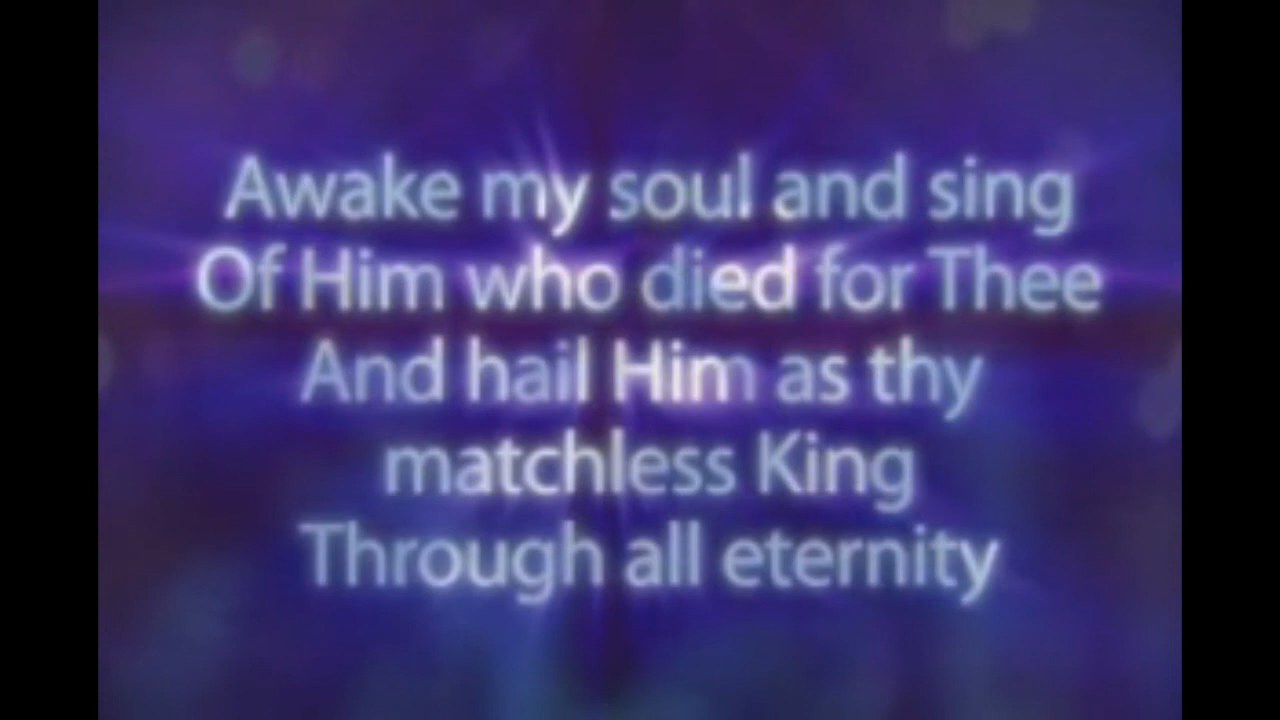 Awake my soul and sing
Of Him who died for Thee
And hail Him as thy
matchless King
Through all eternity